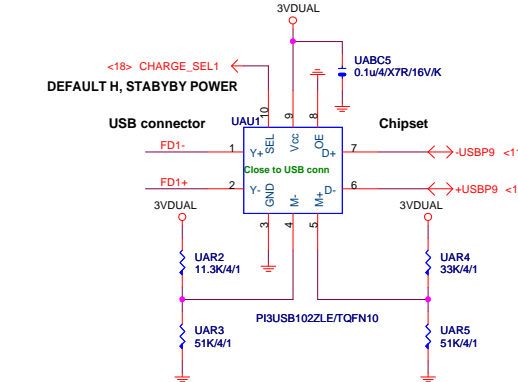 3VDUAL
<18> CHARGE_SEL1
UABC5
0.1u/4/X7R/16V/K
DEFAULT H, STABYBY POWER
10
9
8
USB connector
UAU1
Chipset
SEL
Vcc
OE
FD1-
1
Y+
D+
7
-USBP9 <1
Close to USB conn
FD1+
2
Y-
D-
6
+USBP9 <1
GND
M-
M+
3
4
5
3VDUAL
3VDUAL
UAR2
11.3K/4/1
UAR4
33K/4/1
PI3USB102ZLE/TQFN10
UAR3
51K/4/1
UAR5
51K/4/1